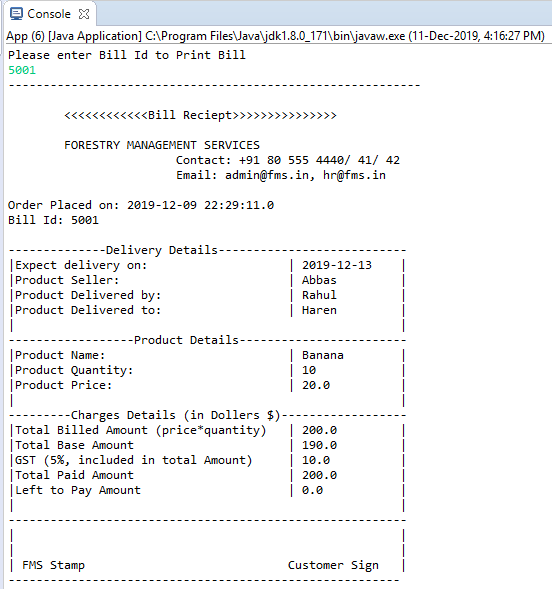 Console
App (6) [Java Application] C:\Program Files\Java\jdk1.8.0_171\bin\javaw.exe (11-Dec-2019, 4:16:27 PM)
Please enter Bill Id to Print Bill
5001
-----------------------------------------------------------
<<<<<<<<<<<<Bill Reciept>>>>>>>>>>>>>>>
FORESTRY MANAGEMENT SERVICES
Contact: +91 80 555 4440/ 41/ 42
Email: admin@fms.in, hr@fms.in
Order Placed on: 2019-12-09 22:29:11.0
Bill Id: 5001
--------------Delivery Details---------------------------
|Expect delivery on: | 2019-12-13 |
|Product Seller: | Abbas |
|Product Delivered by: | Rahul |
|Product Delivered to: | Haren |
| |
------------------Product Details------------------------
|Product Name: | Banana |
|Product Quantity: | 10 |
|Product Price: | 20.0 |
| |
---------Charges Details (in Dollers $)------------------
|Total Billed Amount (price*quantity) | 200.0 |
|Total Base Amount | 190.0 |
|GST (5%, included in total Amount) | 10.0 |
|Total Paid Amount | 200.0 |
|Left to Pay Amount | 0.0 |
| |
---------------------------------------------------------
| |
| |
| FMS Stamp Customer Sign |
--------------------------------------------------------